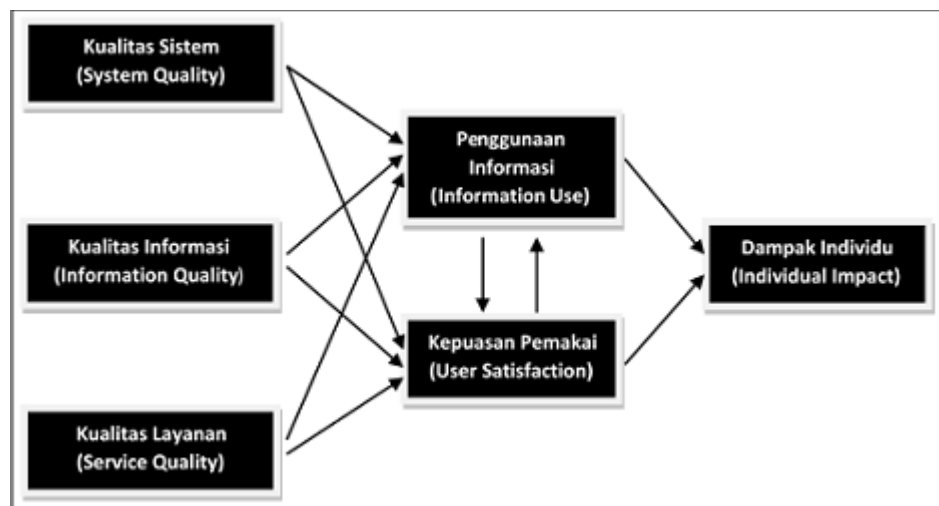 Kualitas Sistem
(System Quality)
Kualitas Informasi
(Information Quality)
Kualitas Layanan
(Service Quality)
Penggunaan
Informasi
(Information Use)
Kepuasan Pemakai
(User Satisfaction)
Dampak Individu
(Individual Impact)